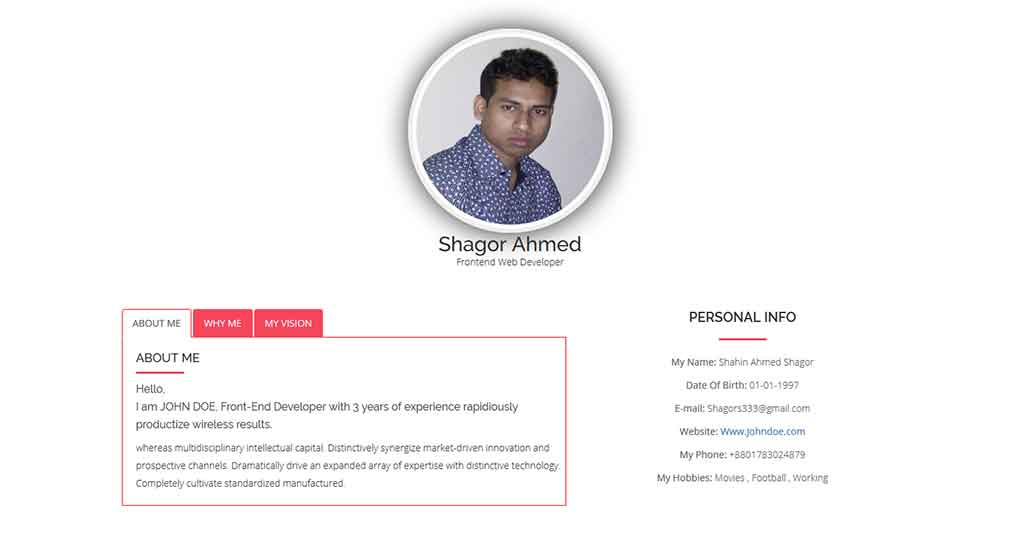 Shagor Ahmed
Frontend Web Developer
ABOUT ME
WHY ME
MY VISION
ABOUT ME
Hello,
I am JOHN DOE, Front-End Developer with 3 years of experience rapidiously
productize wireless results.
whereas multidisciplinary intellectual capital. Distinctively synergize market-driven innovation and
prospective channels. Dramatically drive an expanded array of expertise with distinctive technology.
Completely cultivate standardized manufactured.
PERSONAL INFO
My Name: Shahin Ahmed Shagor
Date Of Birth: 01-01-1997
E-mail: Shagors333@gmail.com
Website: Www.Johndoe.com
My Phone: +8801783024879
My Hobbies: Movies , Football , Working